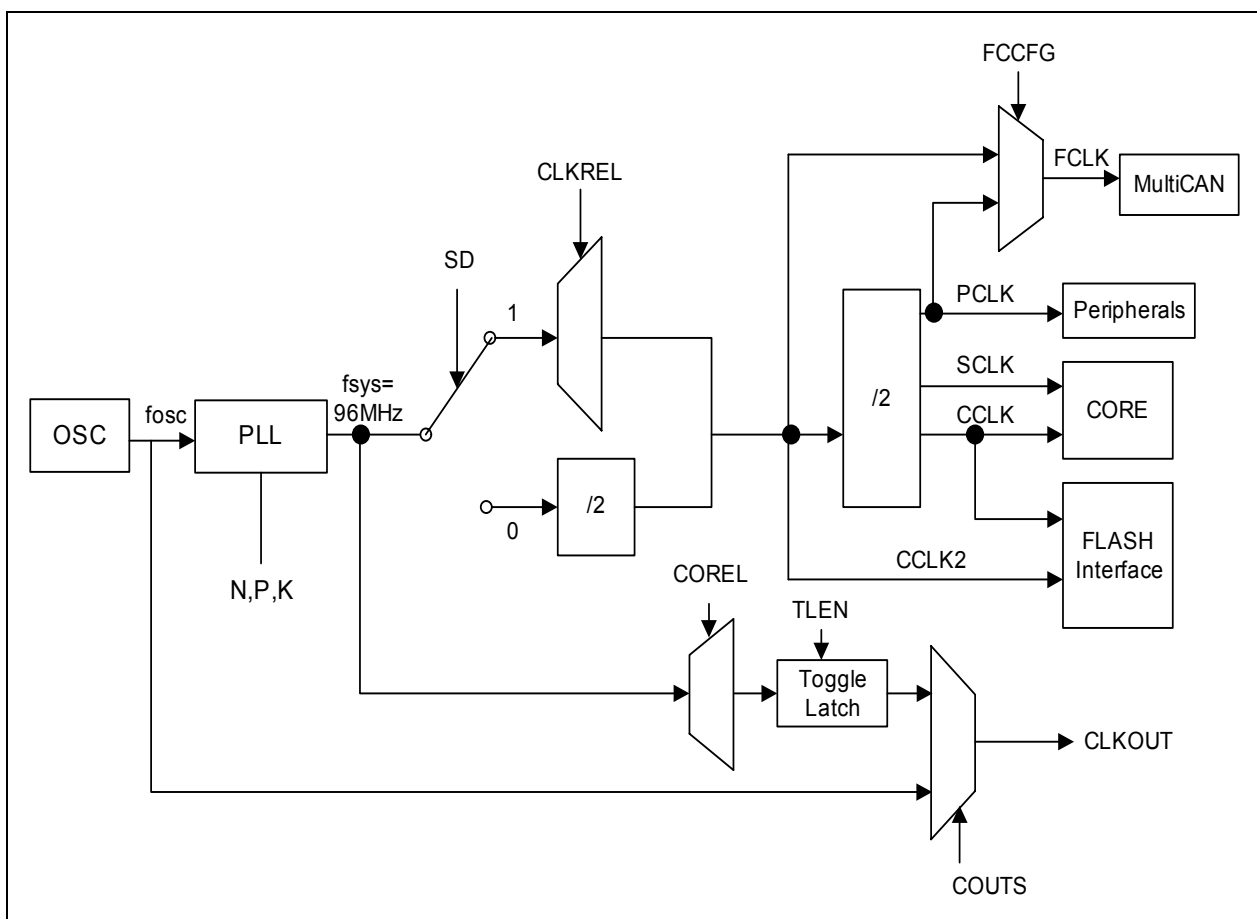 FCCFG
FCLK
MultiCAN
CLKREL
SD
1
PCLK
Peripherals
SCLK
CORE
CCLK
/2
fsys=
96MHz
OSC
fosc
PLL
/2
0
FLASH
Interface
CCLK2
N,P,K
COREL
TLEN
Toggle
Latch
CLKOUT
COUTS